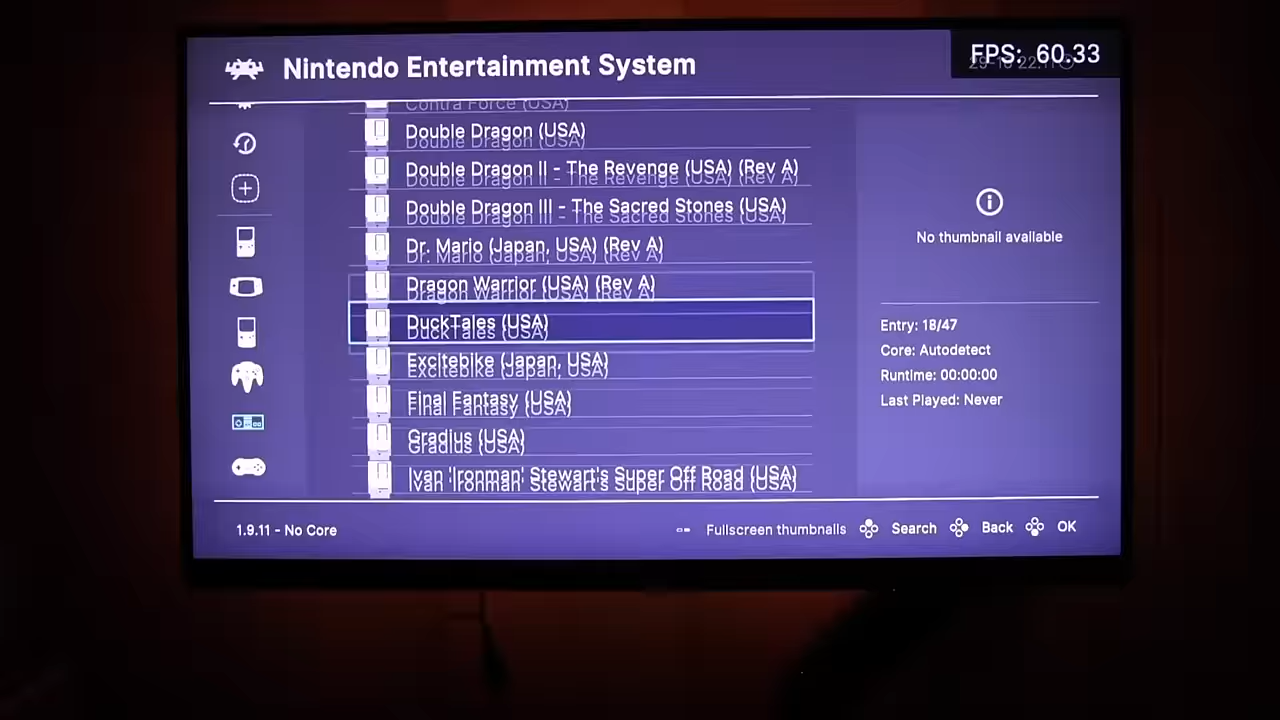 Nintendo Entertainment System
FPS: 60.33
Contra Force (USA)
Double Dragon (USA)
Double Dragon II - The Revenge (USA) (Rev A)
Double Dragon III - The Sacred Stones (USA)
Dr. Mario (Japan, USA) (Rev A)
Dragon Warrior (USA) (Rev A)
DuckTales (USA)
Excitebike (Japan, USA)
Final Fantasy (USA)
Gradius (USA)
Ivan 'Ironman' Stewart's Super Off Road (USA)
No thumbnail available
Entry: 18/47
Core: Autodetect
Runtime: 00:00:00
Last Played: Never
1.9.11 - No Core
Fullscreen thumbnails
Search
Back
OK